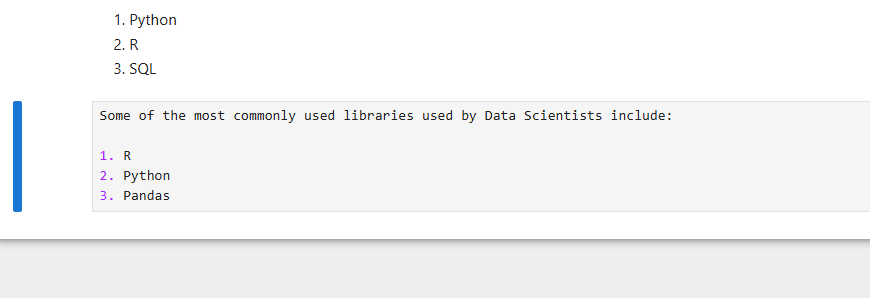 1. Python
2. R
3. SQL
Some of the most commonly used libraries used by Data Scientists include:
1. R
2. Python
3. Pandas